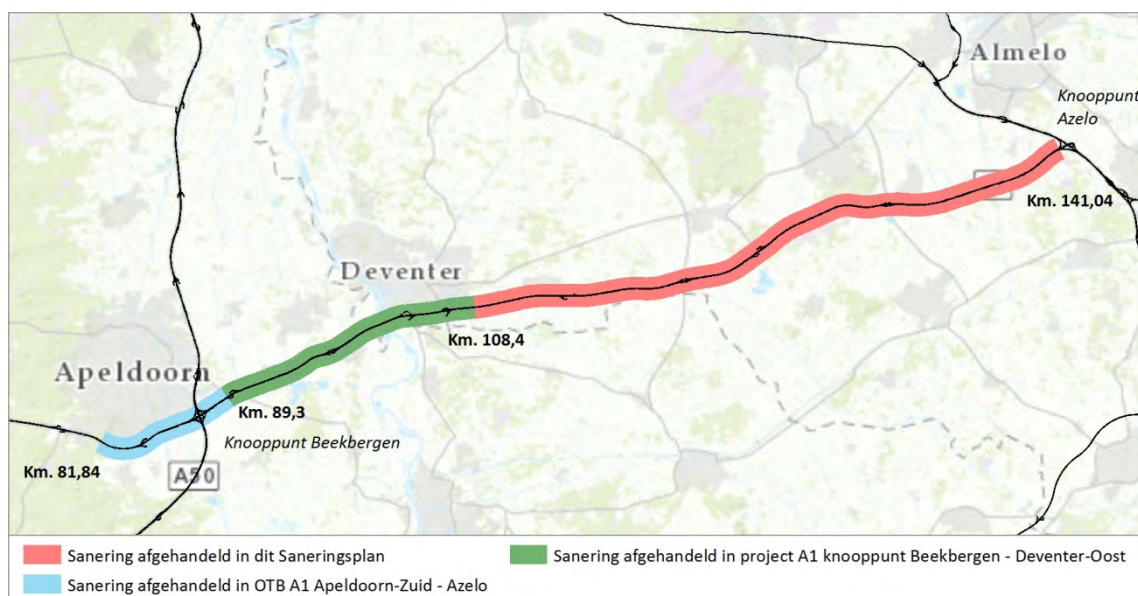 Almelo
Knooppunt
Azelo
Km. 141,04
Deventer
Km. 108,4
Apeldoorn
Km. 89,3
Knooppunt Beekbergen
Km. 81,84
A50
Sanering afgehandeld in dit Saneringsplan
Sanering afgehandeld in project A1 knooppunt Beekbergen - Deventer-Oost
Sanering afgehandeld in OTB A1 Apeldoorn-Zuid - Azelo